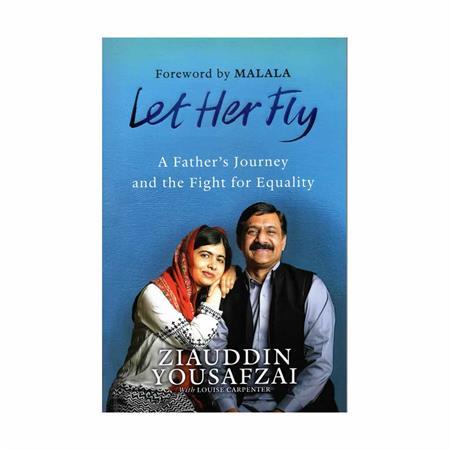 Foreword by MALALA
Let Her Fly
A Father's Journey
and the Fight for Equality
ZIAUDDIN
YOUSAFZAI
With LOUISE CARPENTER